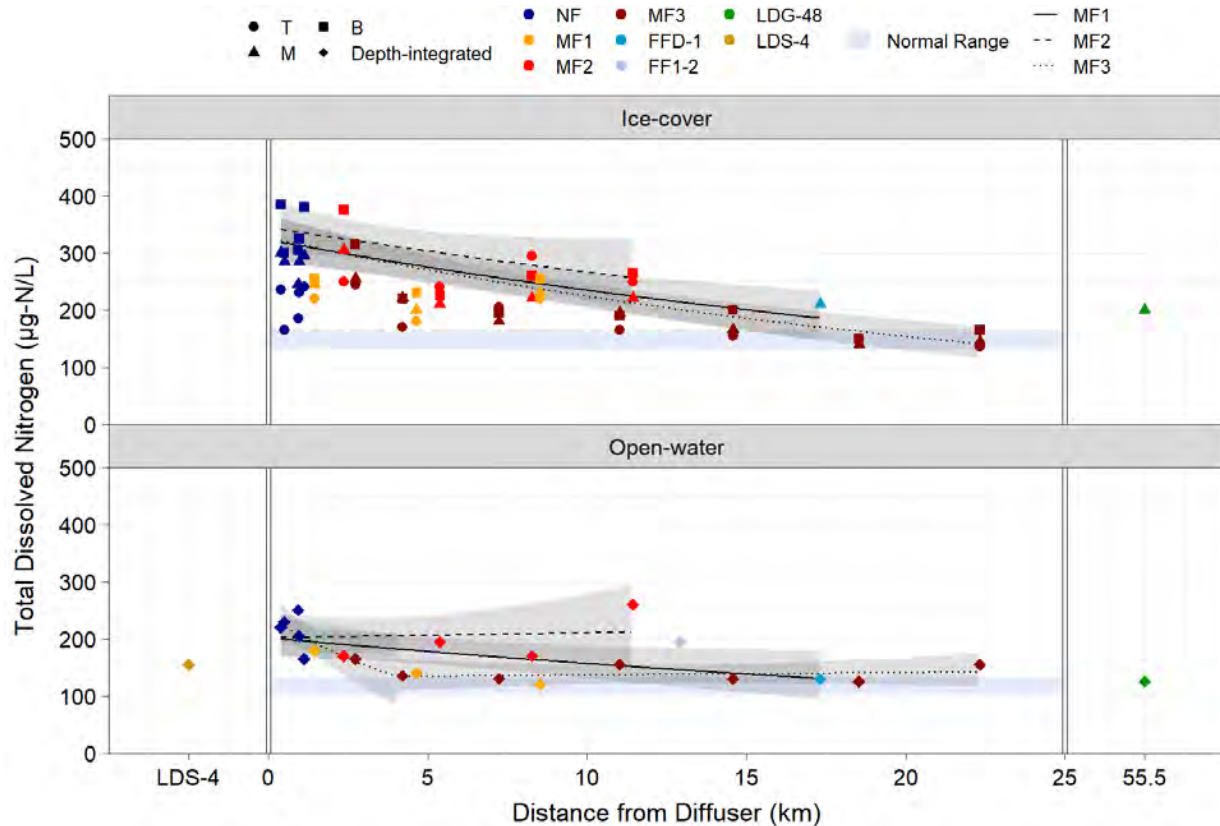 T B NF MF3 LDG-48 MF1
MF1 FFD-1 LDS-4 Normal Range MF2
M Depth-integrated MF2 FF1-2 MF3
Ice-cover
500
400
300
200
100
0
Open-water
500
400
300
200
100
0
Total Dissolved Nitrogen (µg-N/L)
LDS-4 0 5 10 15 20 25 55.5
Distance from Diffuser (km)